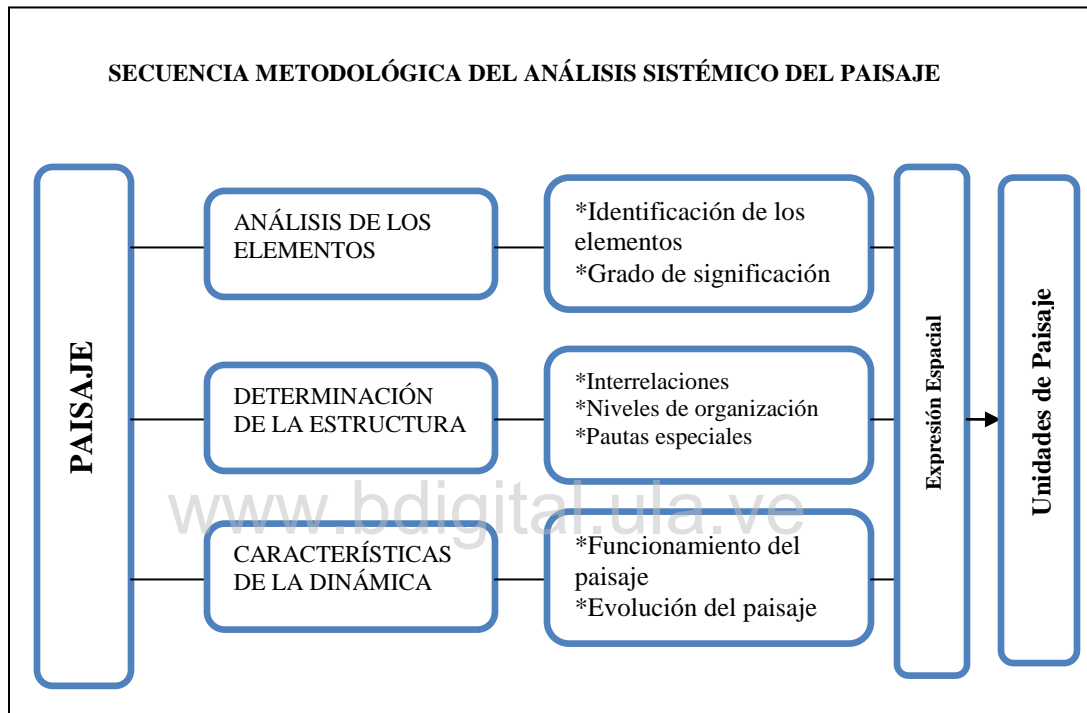 SECUENCIA METODOLÓGICA DEL ANÁLISIS SISTÉMICO DEL PAISAJE
PAISAJE
ANÁLISIS DE LOS
ELEMENTOS
*Identificación de los
elementos
*Grado de significación
DETERMINACIÓN
DE LA ESTRUCTURA
*Interrelaciones
*Niveles de organización
*Pautas especiales
CARACTERÍSTICAS
DE LA DINÁMICA
*Funcionamiento del
paisaje
*Evolución del paisaje
Expresión Espacial
Unidades de Paisaje
www.bdigital.ula.ve